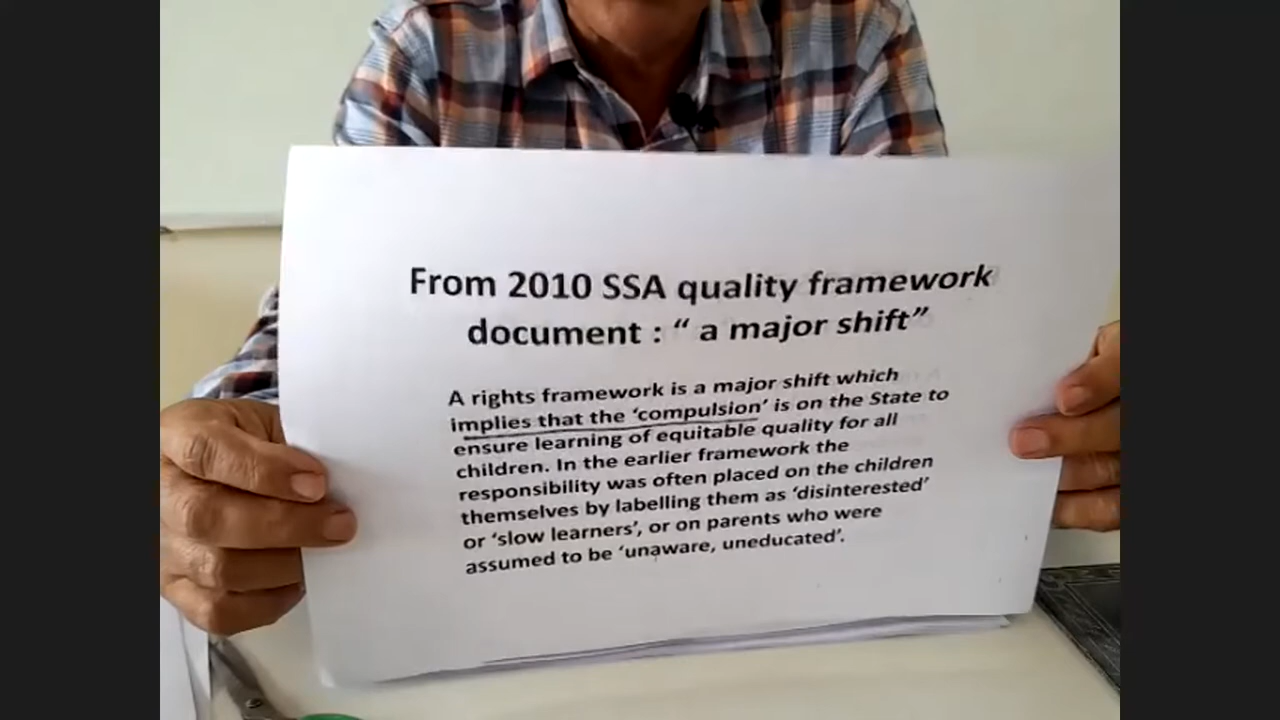 From 2010 SSA quality framework
document : “ a major shift”
A rights framework is a major shift which
implies that the ‘compulsion’ is on the State to
ensure learning of equitable quality for all
children. In the earlier framework the
responsibility was often placed on the children
themselves by labelling them as ‘disinterested’
or ‘slow learners’, or on parents who were
assumed to be ‘unaware, uneducated’.